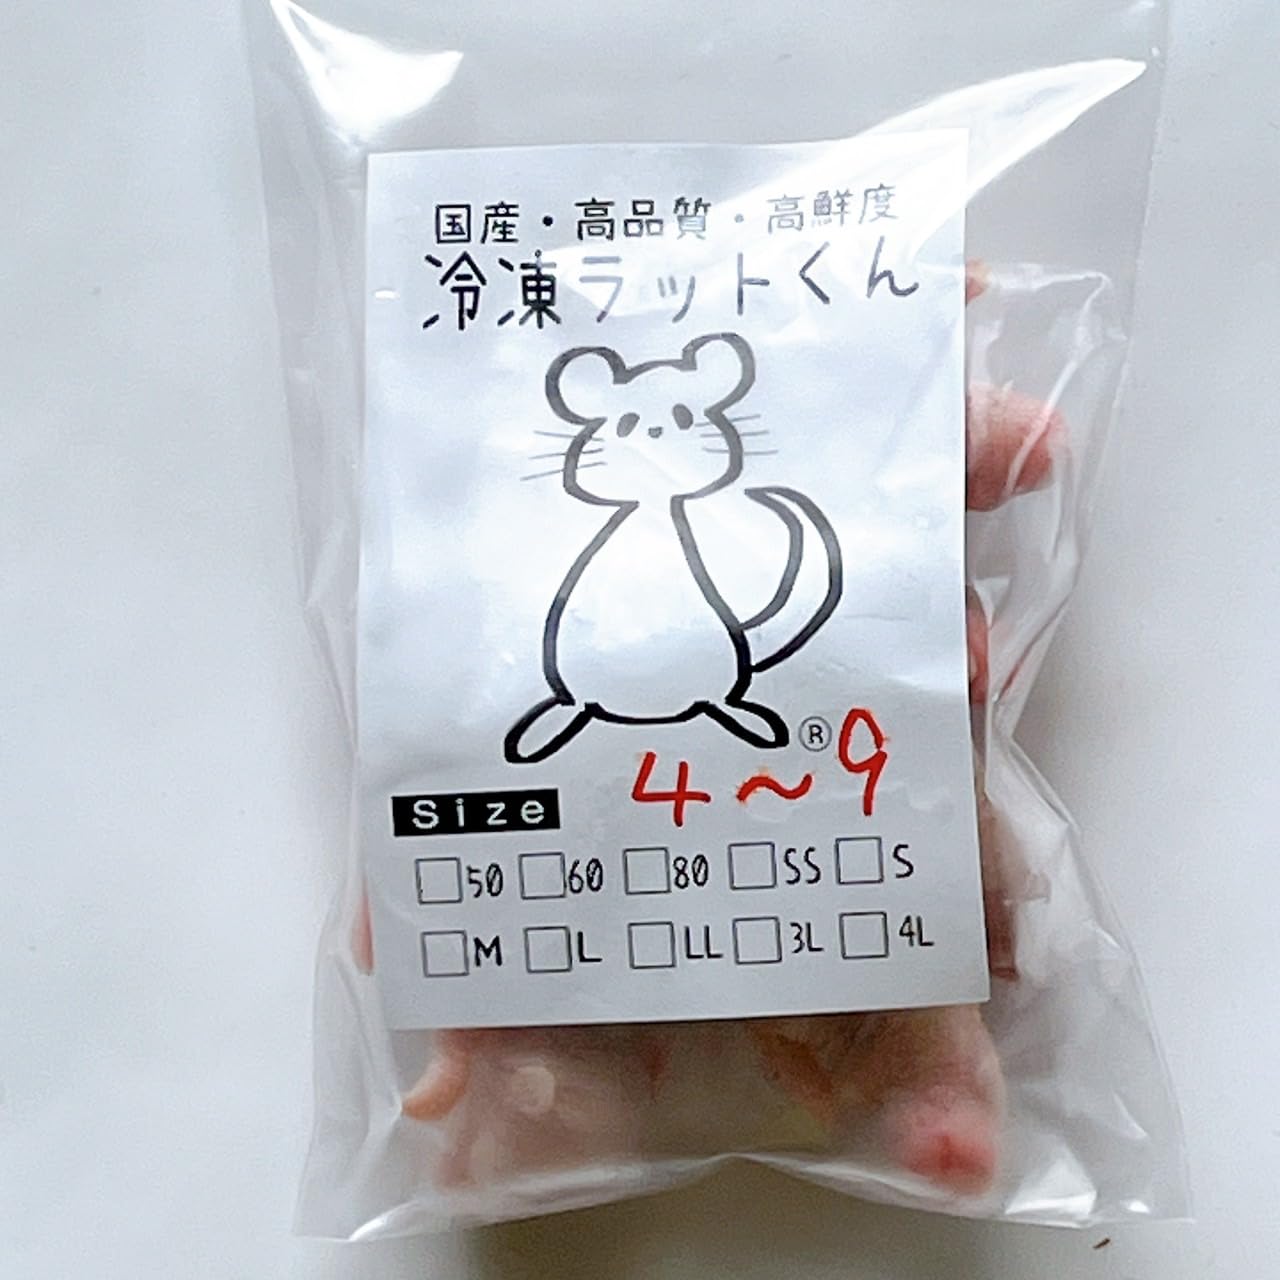 国産・高品質・高鮮度
冷凍ラットくん
®
4~9
Size
50 60 80 SS S
M L LL 3L 4L